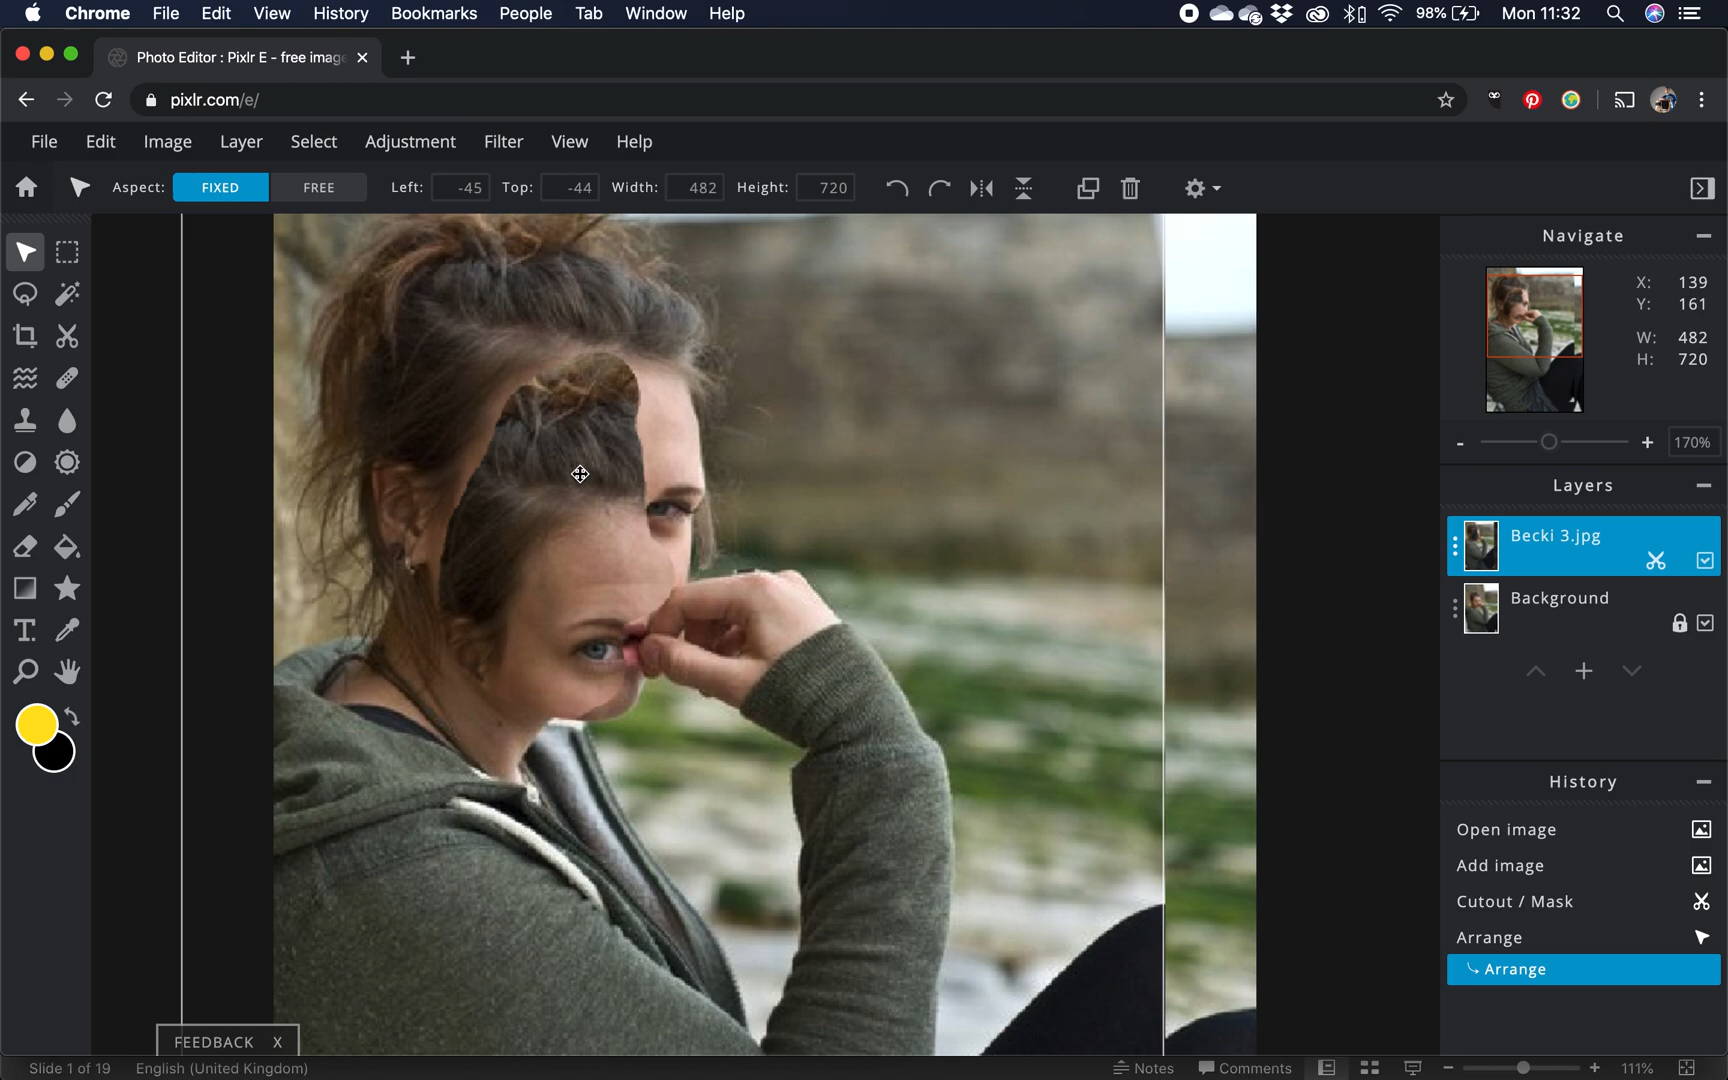 Chrome File Edit View History Bookmarks People Tab Window Help 98% Mon 11:32
Photo Editor : Pixlr E - free imag
pixlr.com/e/
File Edit Image Layer Select Adjustment Filter View Help
Aspect: FIXED FREE Left: -45 Top: -44 Width: 482 Height: 720
Navigate
X: 139
Y: 161
W: 482
H: 720
- + 170%
Layers
Becki 3.jpg
Background
History
Open image
Add image
Cutout / Mask
Arrange
Arrange
FEEDBACK X
Slide 1 of 19 English (United Kingdom) Notes Comments - + 111%